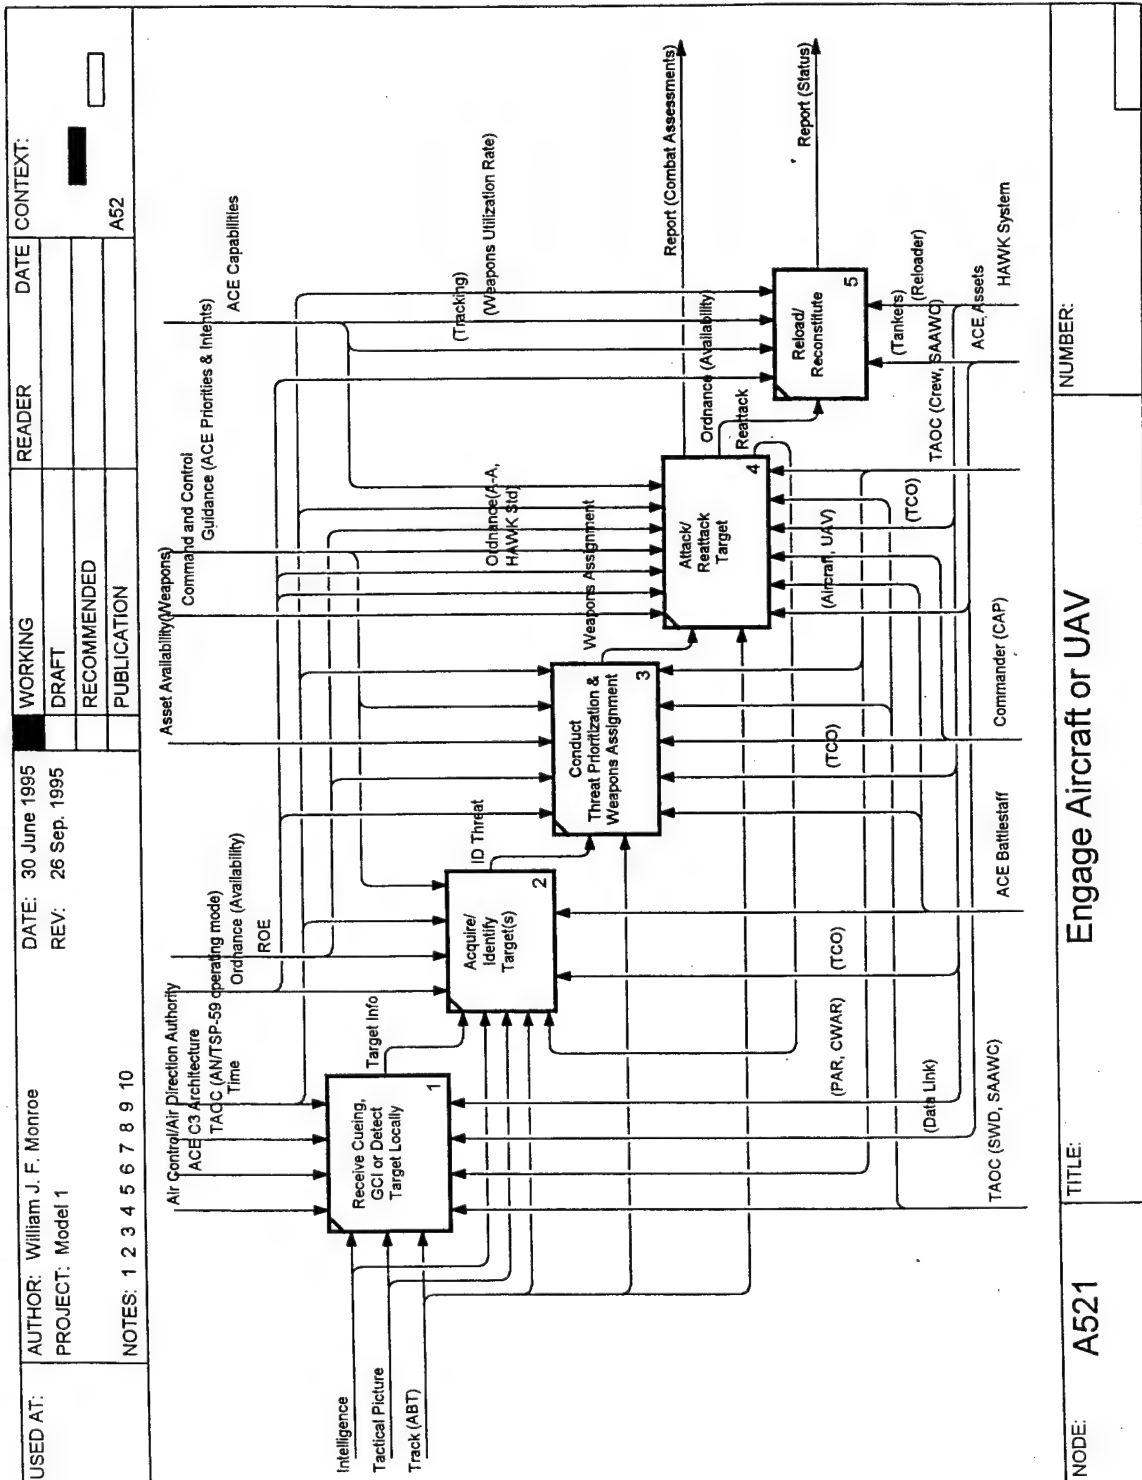 USED AT:
AUTHOR: William J. F. Monroe
PROJECT: Model 1
NOTES: 1 2 3 4 5 6 7 8 9 10
DATE: 30 June 1995
REV: 26 Sep. 1995
WORKING
DRAFT
RECOMMENDED
PUBLICATION
READER
DATE
CONTEXT:
A52
Air Control/Air Direction Authority
ACE C3 Architecture
TAOC (AN/TSP-59 operating mode)
Time
Ordnance (Availability)
ROE
Asset Availability(Weapons)
Command and Control
Guidance (ACE Priorities & Intents)
ACE Capabilities
(Tracking)
(Weapons Utilization Rate)
Intelligence
Tactical Picture
Track (ABT)
Receive Cueing,
GCI or Detect
Target Locally
1
Target Info
Acquire/
Identify
Target(s)
2
ID Threat
Conduct
Threat Prioritization &
Weapons Assignment
3
Weapons Assignment
Ordnance(A-A,
HAWK Std)
Attack/
Reattack
Target
4
Report (Combat Assessments)
Ordnance (Availability)
Reattack
Reload/
Reconstitute
5
Report (Status)
(PAR, CWAR)
(Data Link)
(TCO)
(TCO)
(Aircraft, UAV)
(TCO)
(Tankers)
(Reloader)
TAOC (SWD, SAAWC)
ACE Battlestaff
Commander (CAP)
TAOC (Crew, SAAWC)
ACE Assets
HAWK System
NODE:
A521
TITLE:
Engage Aircraft or UAV
NUMBER: